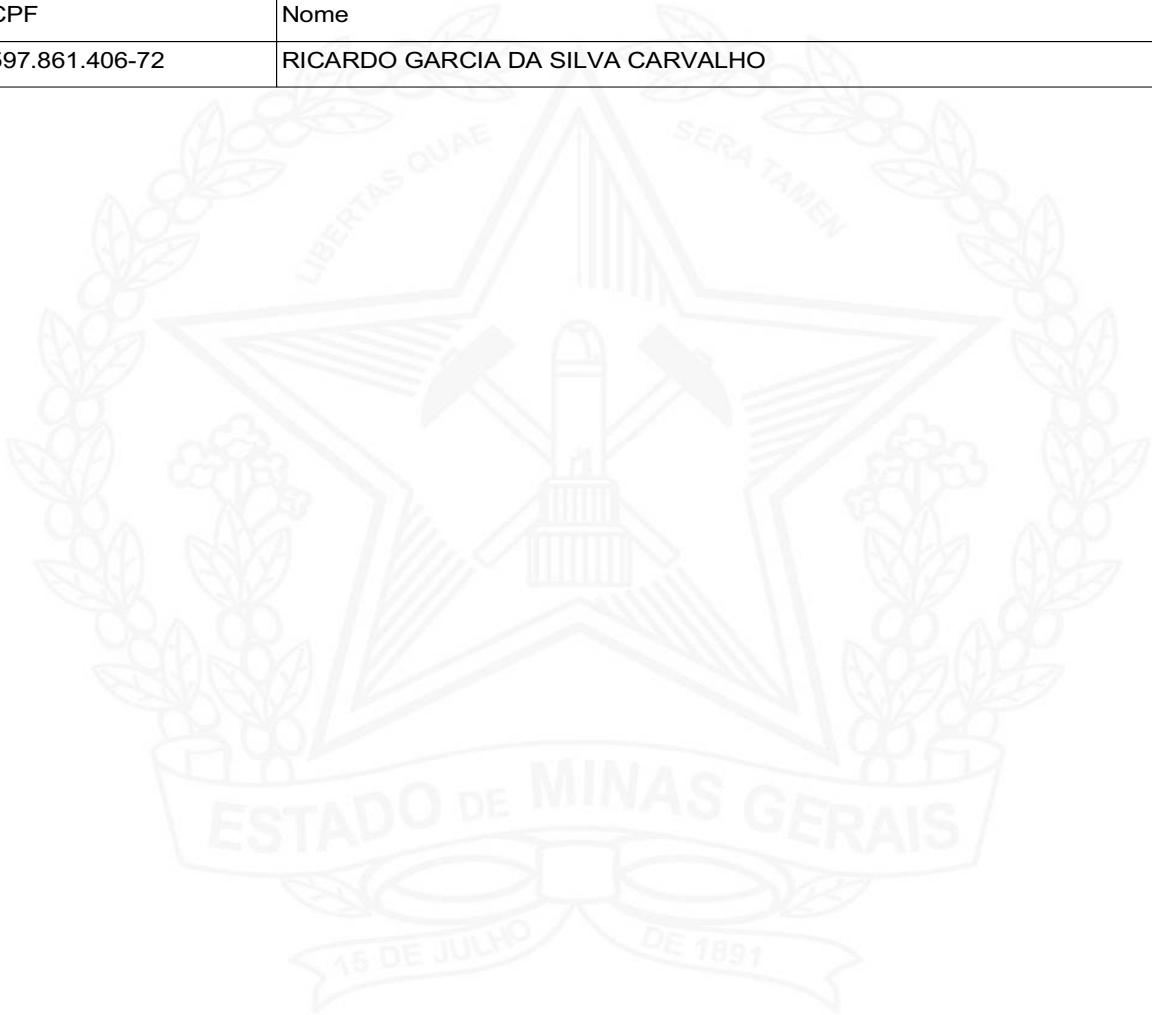 CPF Nome
597.861.406-72 RICARDO GARCIA DA SILVA CARVALHO
LIBERTAS QUAE SERA TAMEN
ESTADO DE MINAS GERAIS
15 DE JULHO DE 1891